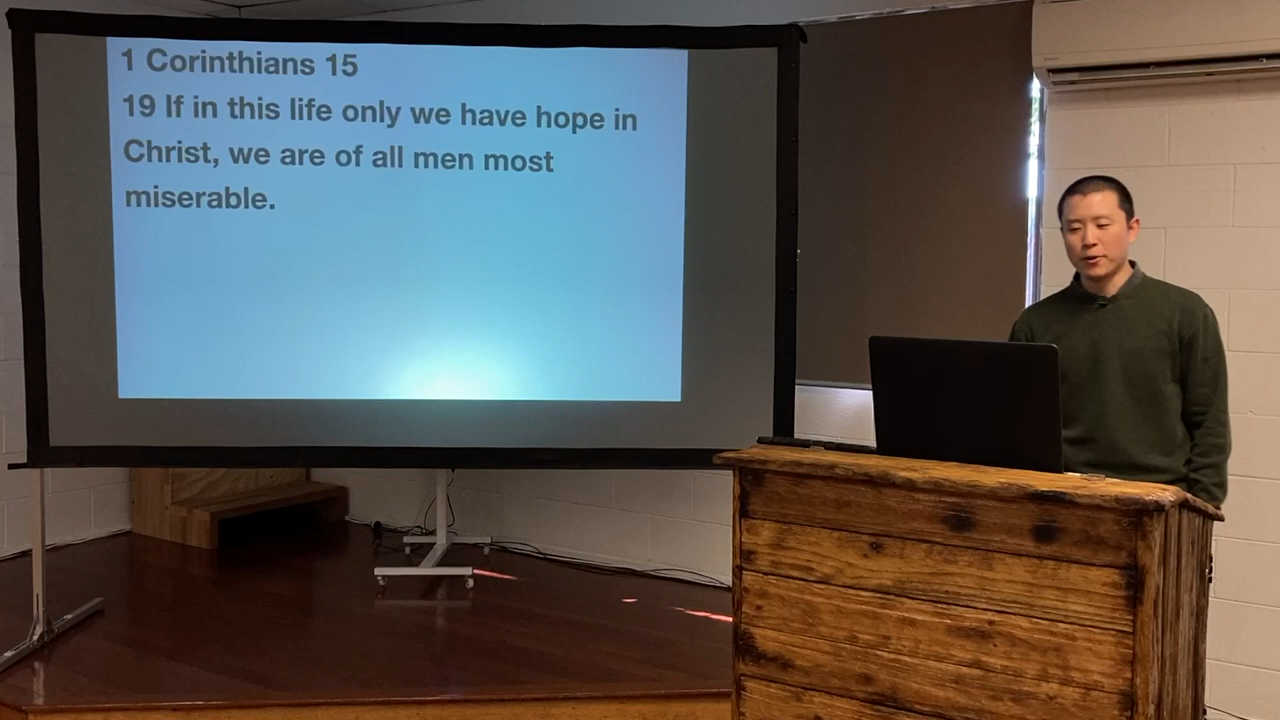 1 Corinthians 15
19 If in this life only we have hope in
Christ, we are of all men most
miserable.